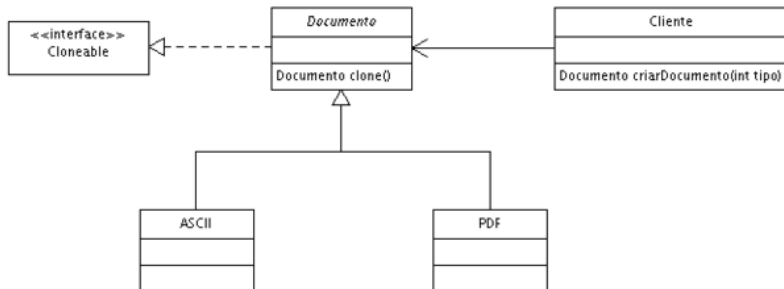 <<interface>>
Cloneable
Documento
Documento clone()
Cliente
Documento criarDocumento(int tipo)
ASCII
PDF